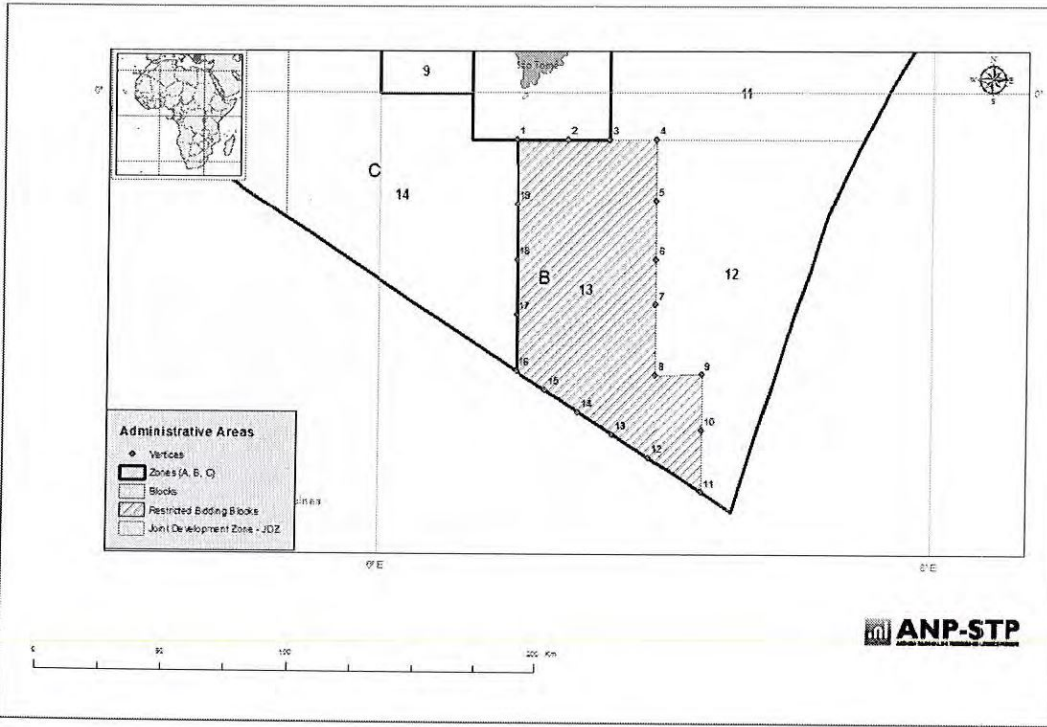 9
São Tomé
0°
0°
11
N
W
E
S
1
2
3
4
C
14
19
5
18
B
13
6
12
17
7
16
8
9
15
14
10
13
12
11
Administrative Areas
Vertices
Zones (A, B, C)
Blocks
Restricted Bidding Blocks
Joint Development Zone - JDZ
6° E
8° E
ANP-STP
0
50
100
200 Km